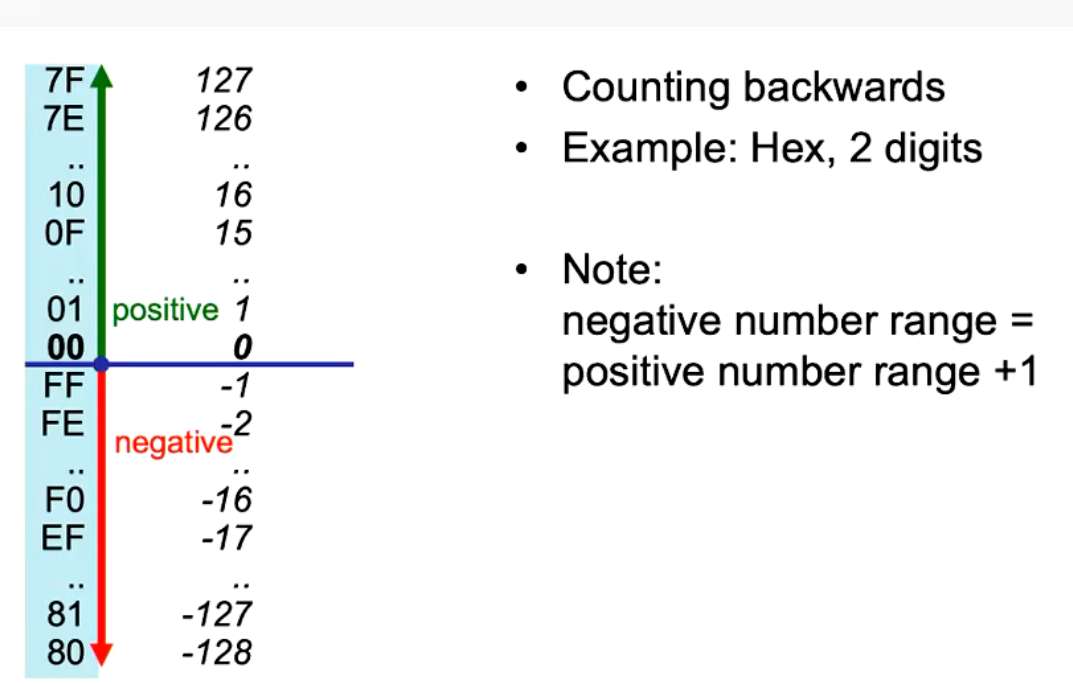 7F 127
7E 126
.. ..
10 16
0F 15
.. ..
01 positive 1
00 0
FF -1
FE -2
negative
.. ..
F0 -16
EF -17
.. ..
81 -127
80 -128
• Counting backwards
• Example: Hex, 2 digits
• Note:
negative number range =
positive number range +1